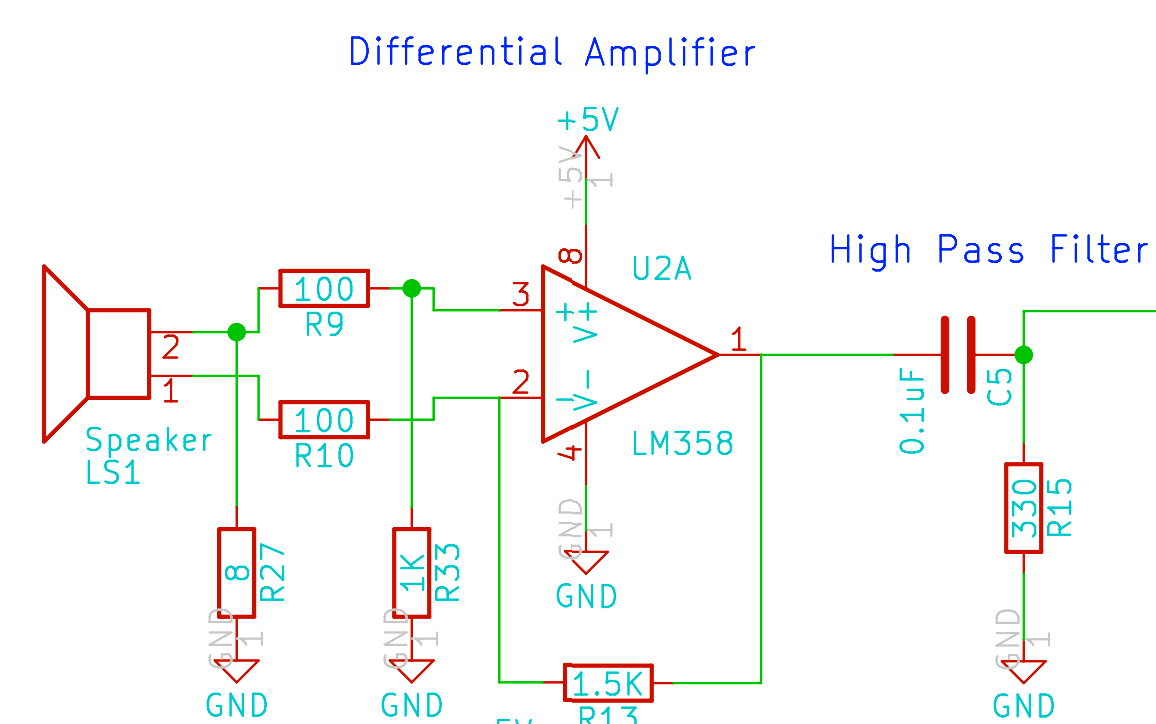 Differential Amplifier
+5V
+5V
1
High Pass Filter
8
U2A
100
R9
3
+
V+
2
1
1
2
-
V-
100
R10
Speaker
LS1
LM358
4
0.1uF
C5
330
R15
GND
1
GND
8
R27
1K
R33
GND
1
GND
GND
1
GND
GND
1
GND
1.5K
R13
5V